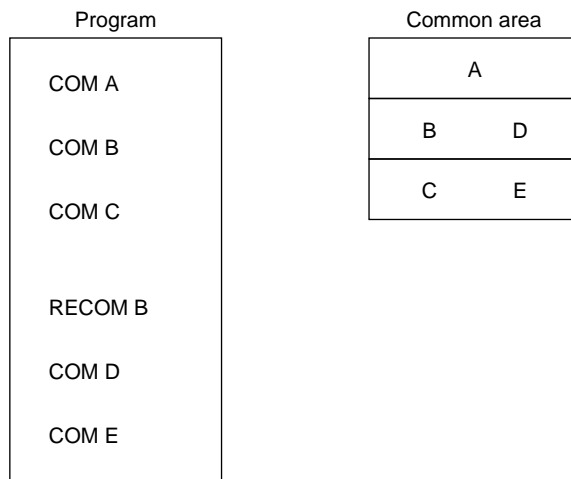 Program
COM A
COM B
COM C
RECOM B
COM D
COM E
Common area
A
B D
C E